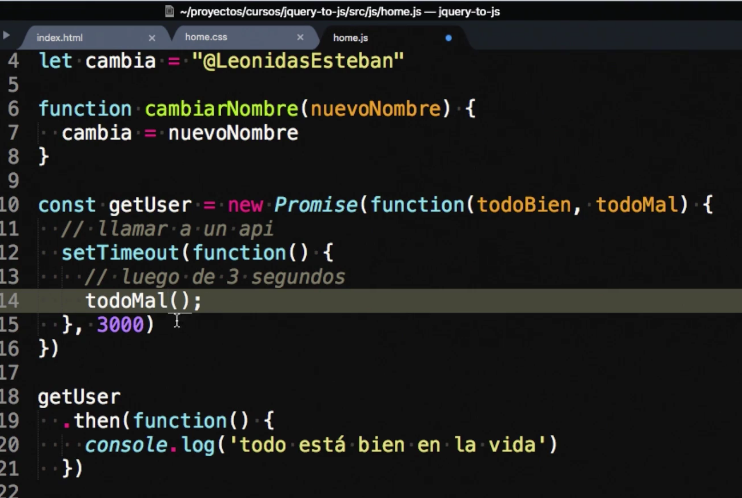 ~/proyectos/cursos/jquery-to-js/src/js/home.js — jquery-to-js
index.html × home.css × home.js
4 let cambia = "@LeonidasEsteban"
5
6 function cambiarNombre(nuevoNombre) {
7 cambia = nuevoNombre
8 }
9
10 const getUser = new Promise(function(todoBien, todoMal) {
11 // llamar a un api
12 setTimeout(function() {
13 // luego de 3 segundos
14 todoMal();
15 }, 3000)
16 })
17
18 getUser
19 .then(function() {
20 console.log('todo está bien en la vida')
21 })
22